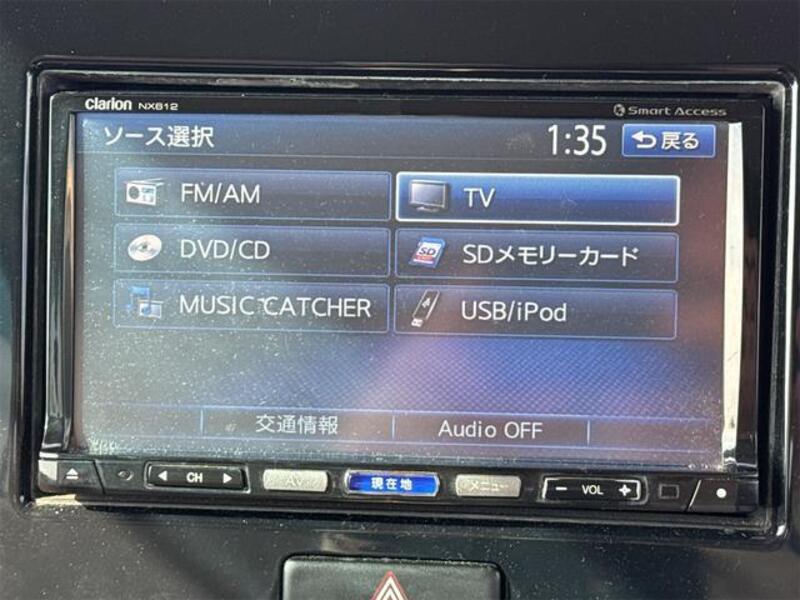 clarion NX612
Smart Access
ソース選択 1:35 戻る
FM/AM TV
DVD/CD SDメモリーカード
MUSIC CATCHER USB/iPod
交通情報 Audio OFF
CH AV 現在地 メニュー − VOL +